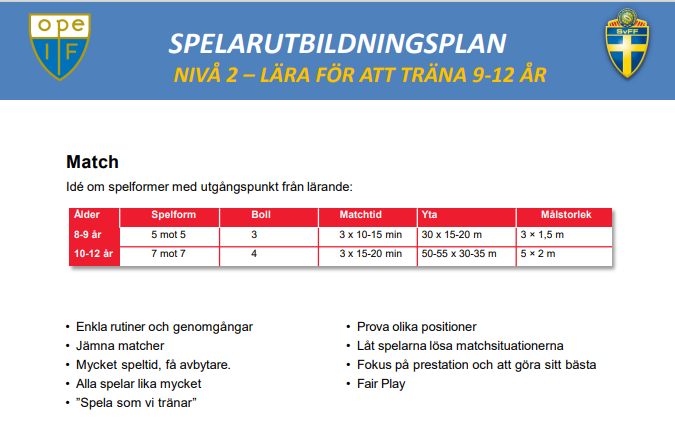 ope
IF
SvFF
SPELARUTBILDNINGSPLAN
NIVÅ 2 – LÄRA FÖR ATT TRÄNA 9-12 ÅR
Match
Idé om spelformer med utgångspunkt från lärande:
Ålder Spelform Boll Matchtid Yta Målstorlek
8-9 år 5 mot 5 3 3 x 10-15 min 30 x 15-20 m 3 × 1,5 m
10-12 år 7 mot 7 4 3 x 15-20 min 50-55 x 30-35 m 5 × 2 m
• Enkla rutiner och genomgångar
• Jämna matcher
• Mycket speltid, få avbytare.
• Alla spelar lika mycket
• ”Spela som vi tränar”
• Prova olika positioner
• Låt spelarna lösa matchsituationerna
• Fokus på prestation och att göra sitt bästa
• Fair Play